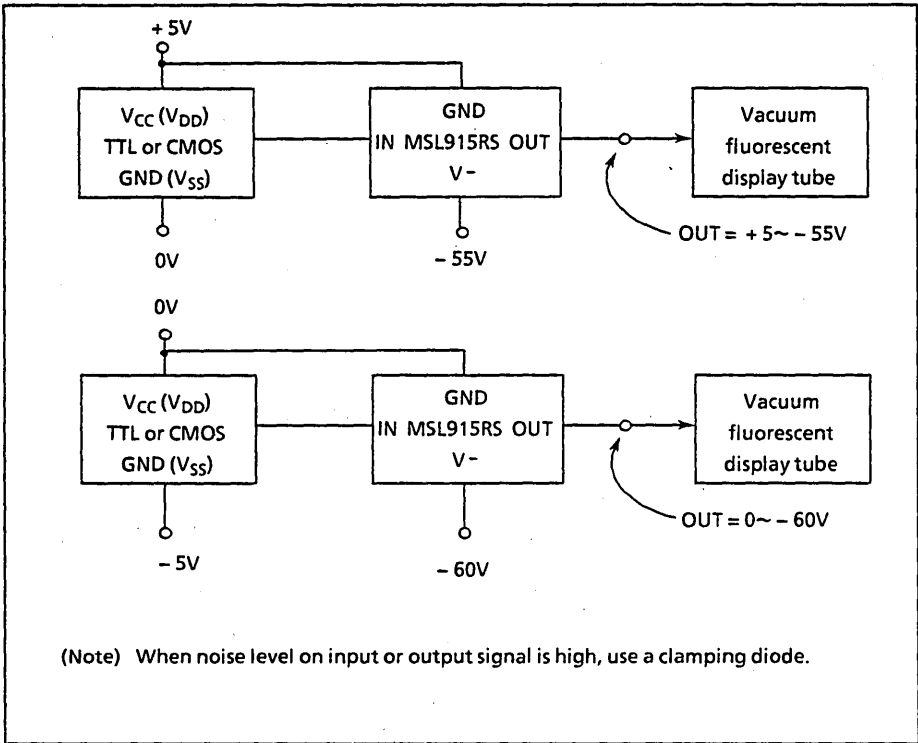 + 5V
VCC (VDD)
TTL or CMOS
GND (VSS)
0V
GND
IN MSL915RS OUT
V –
– 55V
Vacuum
fluorescent
display tube
OUT = + 5~ – 55V
0V
VCC (VDD)
TTL or CMOS
GND (VSS)
– 5V
GND
IN MSL915RS OUT
V –
– 60V
Vacuum
fluorescent
display tube
OUT = 0~ – 60V
(Note) When noise level on input or output signal is high, use a clamping diode.